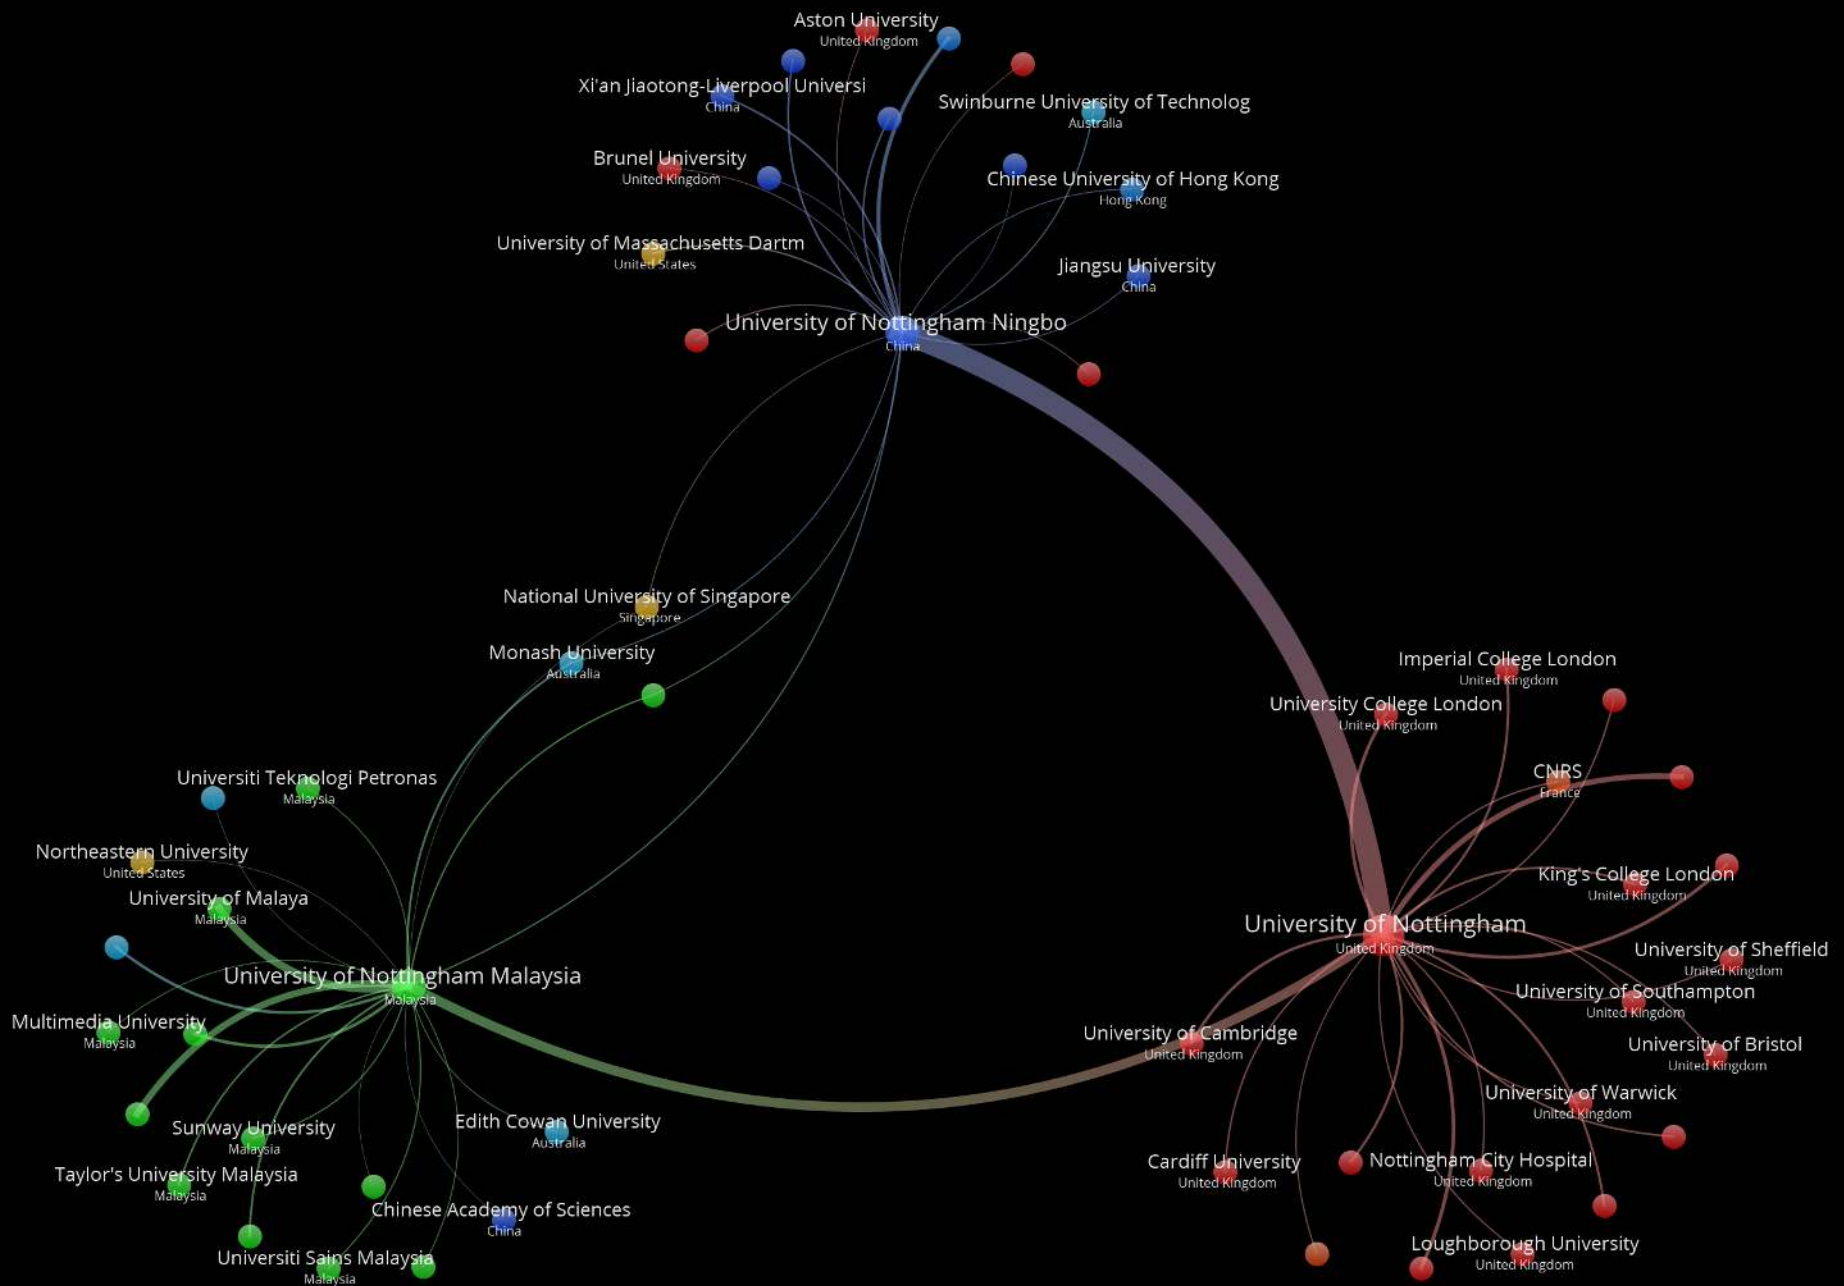 Aston University
United Kingdom
Xi'an Jiaotong-Liverpool Universi
China
Swinburne University of Technolog
Australia
Brunel University
United Kingdom
Chinese University of Hong Kong
Hong Kong
University of Massachusetts Dartm
United States
Jiangsu University
China
University of Nottingham Ningbo
China
National University of Singapore
Singapore
Monash University
Australia
Imperial College London
United Kingdom
University College London
United Kingdom
CNRS
France
Universiti Teknologi Petronas
Malaysia
Northeastern University
United States
King's College London
United Kingdom
University of Malaya
Malaysia
University of Nottingham
United Kingdom
University of Sheffield
United Kingdom
University of Nottingham Malaysia
Malaysia
University of Southampton
United Kingdom
Multimedia University
Malaysia
University of Cambridge
United Kingdom
University of Bristol
United Kingdom
University of Warwick
United Kingdom
Sunway University
Malaysia
Edith Cowan University
Australia
Cardiff University
United Kingdom
Nottingham City Hospital
United Kingdom
Taylor's University Malaysia
Malaysia
Chinese Academy of Sciences
China
Loughborough University
United Kingdom
Universiti Sains Malaysia
Malaysia